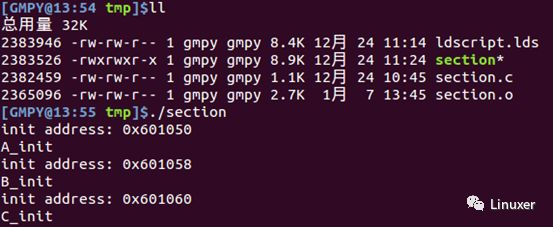 [GMPY@13:54 tmp]$ll
总用量 32K
2383946 -rw-rw-r-- 1 gmpy gmpy 8.4K 12月 24 11:14 ldscript.lds
2383526 -rwxrwxr-x 1 gmpy gmpy 8.9K 12月 24 11:24 section*
2382459 -rw-rw-r-- 1 gmpy gmpy 1.1K 12月 24 10:45 section.c
2365096 -rw-rw-r-- 1 gmpy gmpy 2.7K  1月  7 13:45 section.o
[GMPY@13:55 tmp]$./section
init address: 0x601050
A_init
init address: 0x601058
B_init
init address: 0x601060
C_init
Linuxer